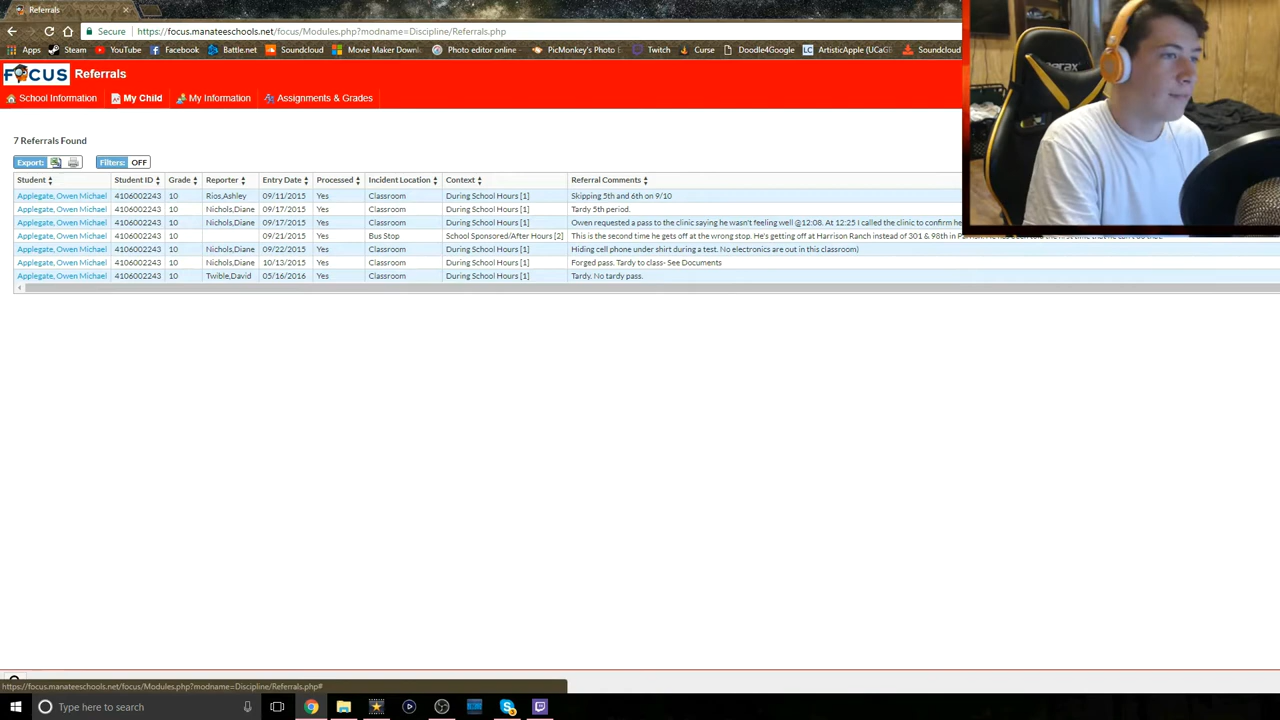 Referrals
Secure https://focus.manateeschools.net/focus/Modules.php?modname=Discipline/Referrals.php
Apps Steam YouTube Facebook Battle.net Soundcloud Movie Maker Downl Photo editor online - PicMonkey's Photo E Twitch Curse Doodle4Google ArtisticApple (UCaGE Soundcloud
FOCUS Referrals
School Information My Child My Information Assignments & Grades
7 Referrals Found
Export: Filters: OFF
Student Student ID Grade Reporter Entry Date Processed Incident Location Context Referral Comments
Applegate, Owen Michael 4106002243 10 Rios,Ashley 09/11/2015 Yes Classroom During School Hours [1] Skipping 5th and 6th on 9/10
Applegate, Owen Michael 4106002243 10 Nichols,Diane 09/17/2015 Yes Classroom During School Hours [1] Tardy 5th period.
Applegate, Owen Michael 4106002243 10 Nichols,Diane 09/17/2015 Yes Classroom During School Hours [1] Owen requested a pass to the clinic saying he wasn't feeling well @12:08. At 12:25 I called the clinic to confirm he
Applegate, Owen Michael 4106002243 10 09/21/2015 Yes Bus Stop School Sponsored/After Hours [2] This is the second time he gets off at the wrong stop. He's getting off at Harrison Ranch instead of 301 & 98th in
Applegate, Owen Michael 4106002243 10 Nichols,Diane 09/22/2015 Yes Classroom During School Hours [1] Hiding cell phone under shirt during a test. No electronics are out in this classroom)
Applegate, Owen Michael 4106002243 10 Nichols,Diane 10/13/2015 Yes Classroom During School Hours [1] Forged pass. Tardy to class- See Documents
Applegate, Owen Michael 4106002243 10 Twible,David 05/16/2016 Yes Classroom During School Hours [1] Tardy. No tardy pass.
https://focus.manateeschools.net/focus/Modules.php?modname=Discipline/Referrals.php#
Type here to search